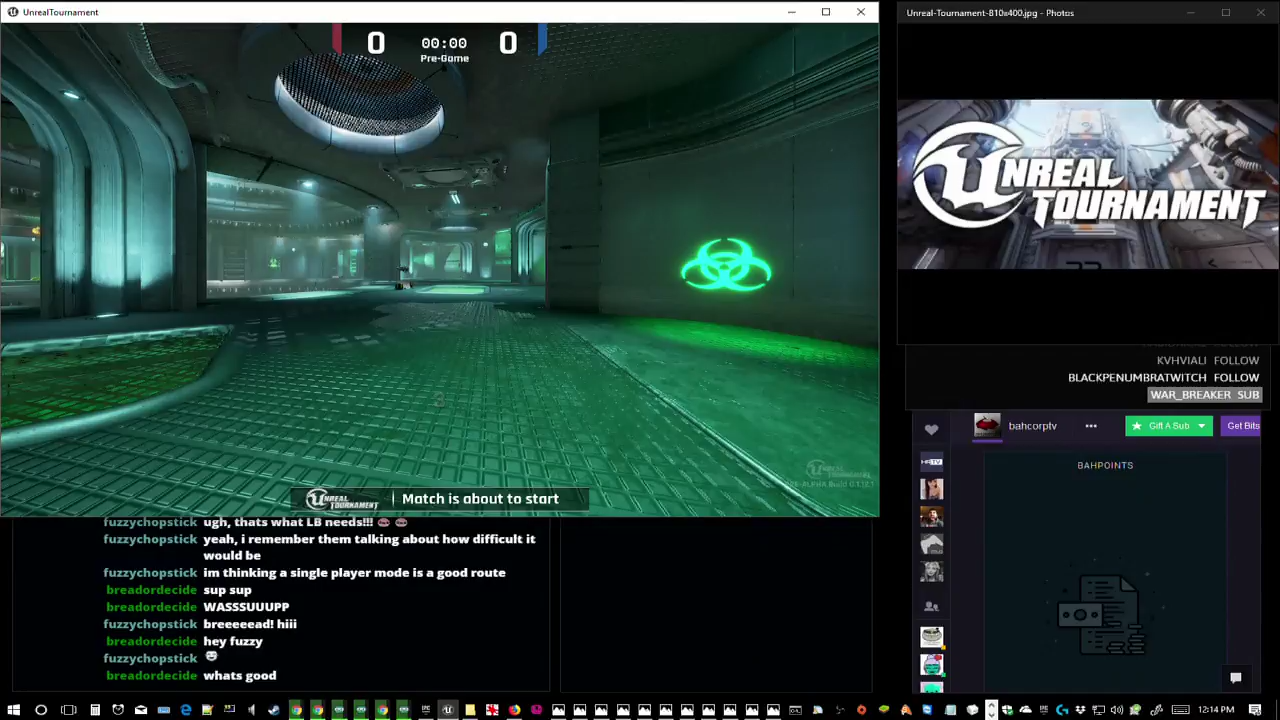 UnrealTournament
0 00:00 0
Pre-Game
UNREAL
TOURNAMENT
Match is about to start
Unreal-Tournament-810x400.jpg - Photos
UNREAL
TOURNAMENT
KVHVIALI FOLLOW
BLACKPENUMBRATWITCH FOLLOW
WAR_BREAKER SUB
bahcorptv
Gift A Sub
Get Bits
BAHPOINTS
fuzzychopstick ugh, thats what LB needs!!!
fuzzychopstick yeah, i remember them talking about how difficult it
would be
fuzzychopstick im thinking a single player mode is a good route
breadordecide sup sup
breadordecide WASSSUUUPP
fuzzychopstick breeeeead! hiii
breadordecide hey fuzzy
fuzzychopstick
breadordecide whats good
12:14 PM